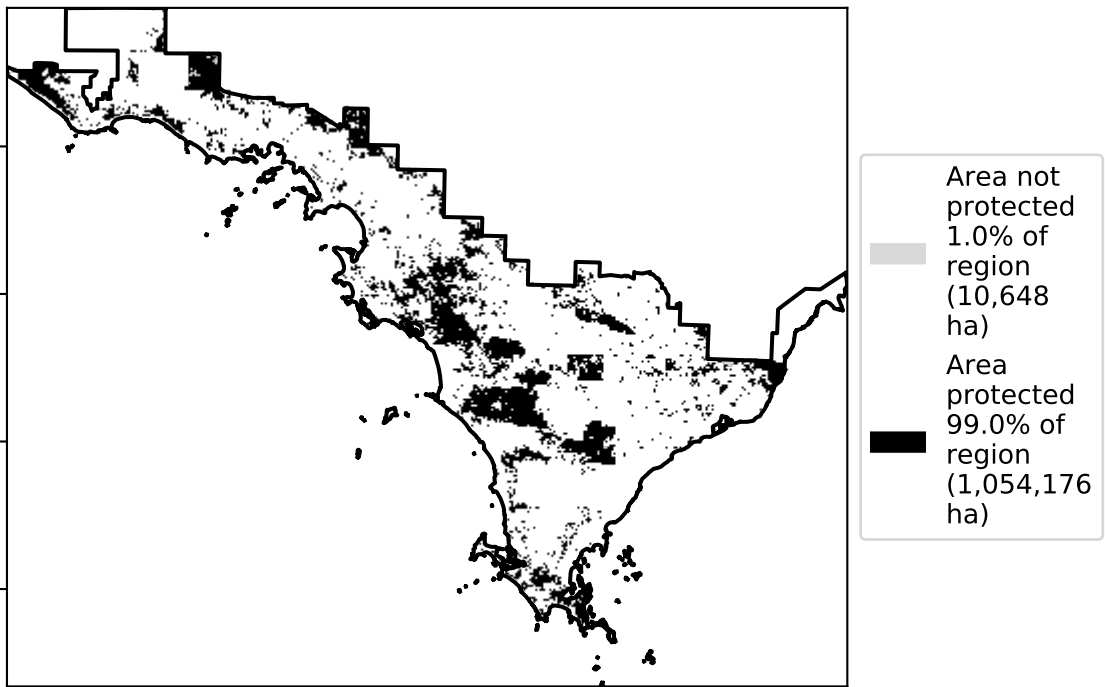 Area not
protected
1.0% of
region
(10,648
ha)
Area
protected
99.0% of
region
(1,054,176
ha)